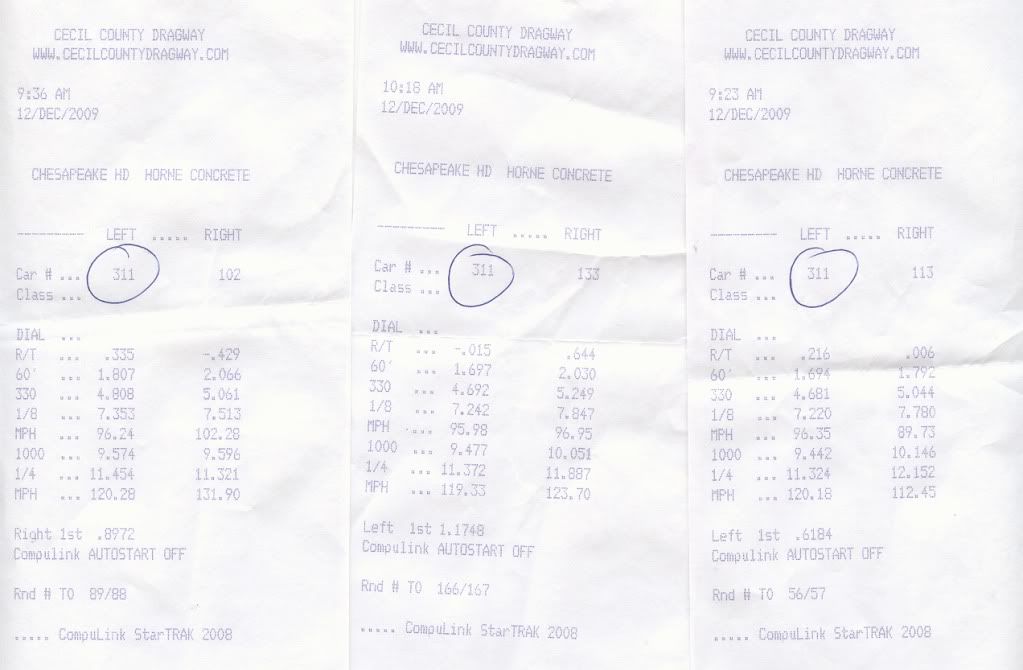 CECIL COUNTY DRAGWAY
WWW.CECILCOUNTYDRAGWAY.COM
9:36 AM
12/DEC/2009
CHESAPEAKE HD HORNE CONCRETE
---------- LEFT ..... RIGHT
Car # ... 311 102
Class ...
DIAL ...
R/T ... .335 -.429
60' ... 1.807 2.066
330 ... 4.808 5.061
1/8 ... 7.353 7.513
MPH ... 96.24 102.28
1000 ... 9.574 9.596
1/4 ... 11.454 11.321
MPH ... 120.28 131.90
Right 1st .8972
Compulink AUTOSTART OFF
Rnd # TO 89/88
..... CompuLink StarTRAK 2008
CECIL COUNTY DRAGWAY
WWW.CECILCOUNTYDRAGWAY.COM
10:18 AM
12/DEC/2009
CHESAPEAKE HD HORNE CONCRETE
---------- LEFT ..... RIGHT
Car # ... 311 133
Class ...
DIAL ...
R/T ... -.015 .644
60' ... 1.697 2.030
330 ... 4.692 5.249
1/8 ... 7.242 7.847
MPH ... 95.98 96.95
1000 ... 9.477 10.051
1/4 ... 11.372 11.887
MPH ... 119.33 123.70
Left 1st 1.1748
Compulink AUTOSTART OFF
Rnd # TO 166/167
..... CompuLink StarTRAK 2008
CECIL COUNTY DRAGWAY
WWW.CECILCOUNTYDRAGWAY.COM
9:23 AM
12/DEC/2009
CHESAPEAKE HD HORNE CONCRETE
---------- LEFT ..... RIGHT
Car # ... 311 113
Class ...
DIAL ...
R/T ... .216 .006
60' ... 1.694 1.792
330 ... 4.681 5.044
1/8 ... 7.220 7.780
MPH ... 96.35 89.73
1000 ... 9.442 10.146
1/4 ... 11.324 12.152
MPH ... 120.18 112.45
Left 1st .6184
Compulink AUTOSTART OFF
Rnd # TO 56/57
..... CompuLink StarTRAK 2008